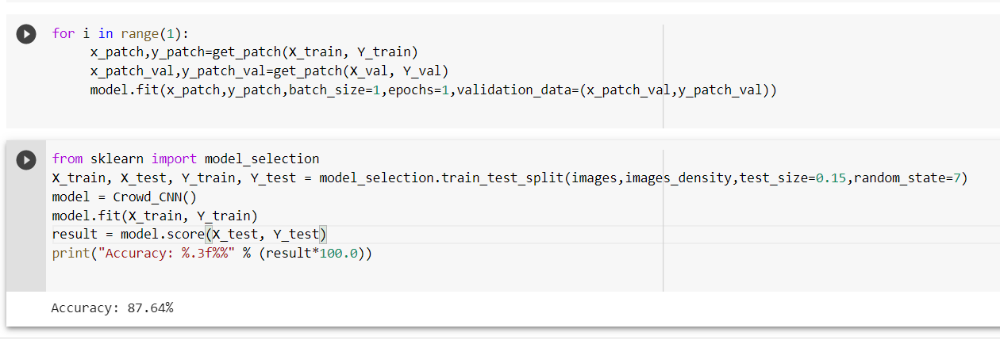 for i in range(1):
x_patch,y_patch=get_patch(X_train, Y_train)
x_patch_val,y_patch_val=get_patch(X_val, Y_val)
model.fit(x_patch,y_patch,batch_size=1,epochs=1,validation_data=(x_patch_val,y_patch_val))
from sklearn import model_selection
X_train, X_test, Y_train, Y_test = model_selection.train_test_split(images,images_density,test_size=0.15,random_state=7)
model = Crowd_CNN()
model.fit(X_train, Y_train)
result = model.score(X_test, Y_test)
print("Accuracy: %.3f%%" % (result*100.0))
Accuracy: 87.64%